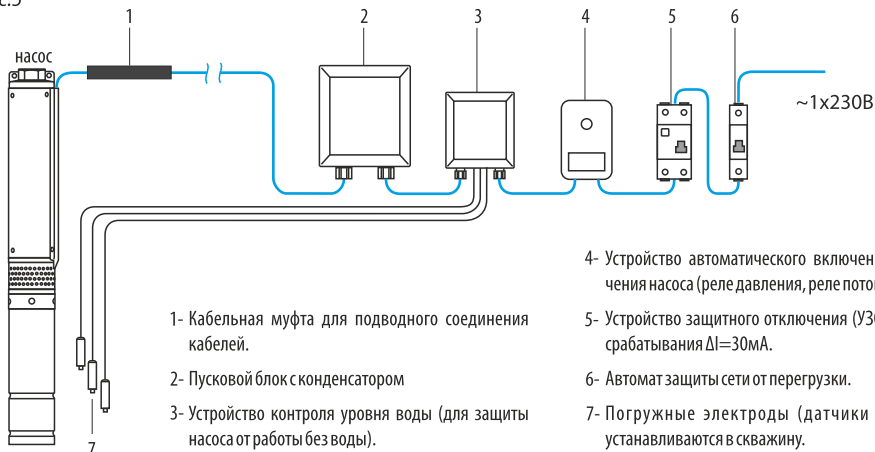 1 2 3 4 5 6
насос
~1x230В
7
1- Кабельная муфта для подводного соединения
кабелей.
2- Пусковой блок с конденсатором
3- Устройство контроля уровня воды (для защиты
насоса от работы без воды).
4- Устройство автоматического включен
чения насоса (реле давления, реле пото
5- Устройство защитного отключения (УЗО
срабатывания ΔI=30мА.
6- Автомат защиты сети от перегрузки.
7- Погружные электроды (датчики
устанавливаются в скважину.